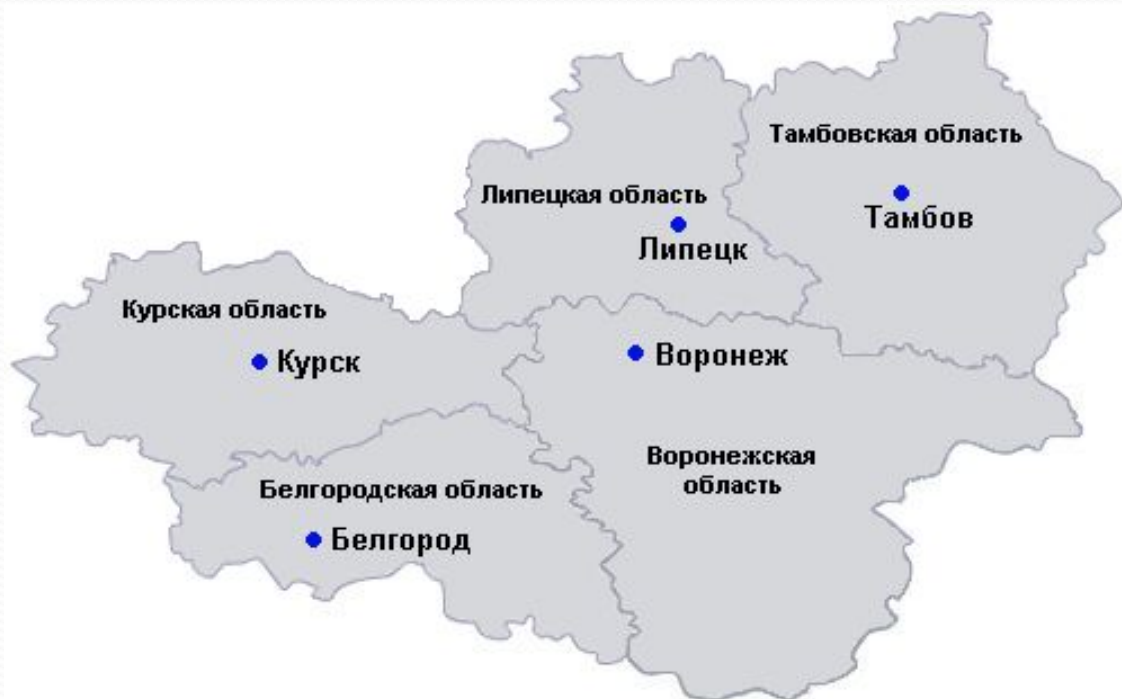 Тамбовская область
Тамбов
Липецкая область
Липецк
Курская область
Курск
Воронеж
Воронежская
область
Белгородская область
Белгород